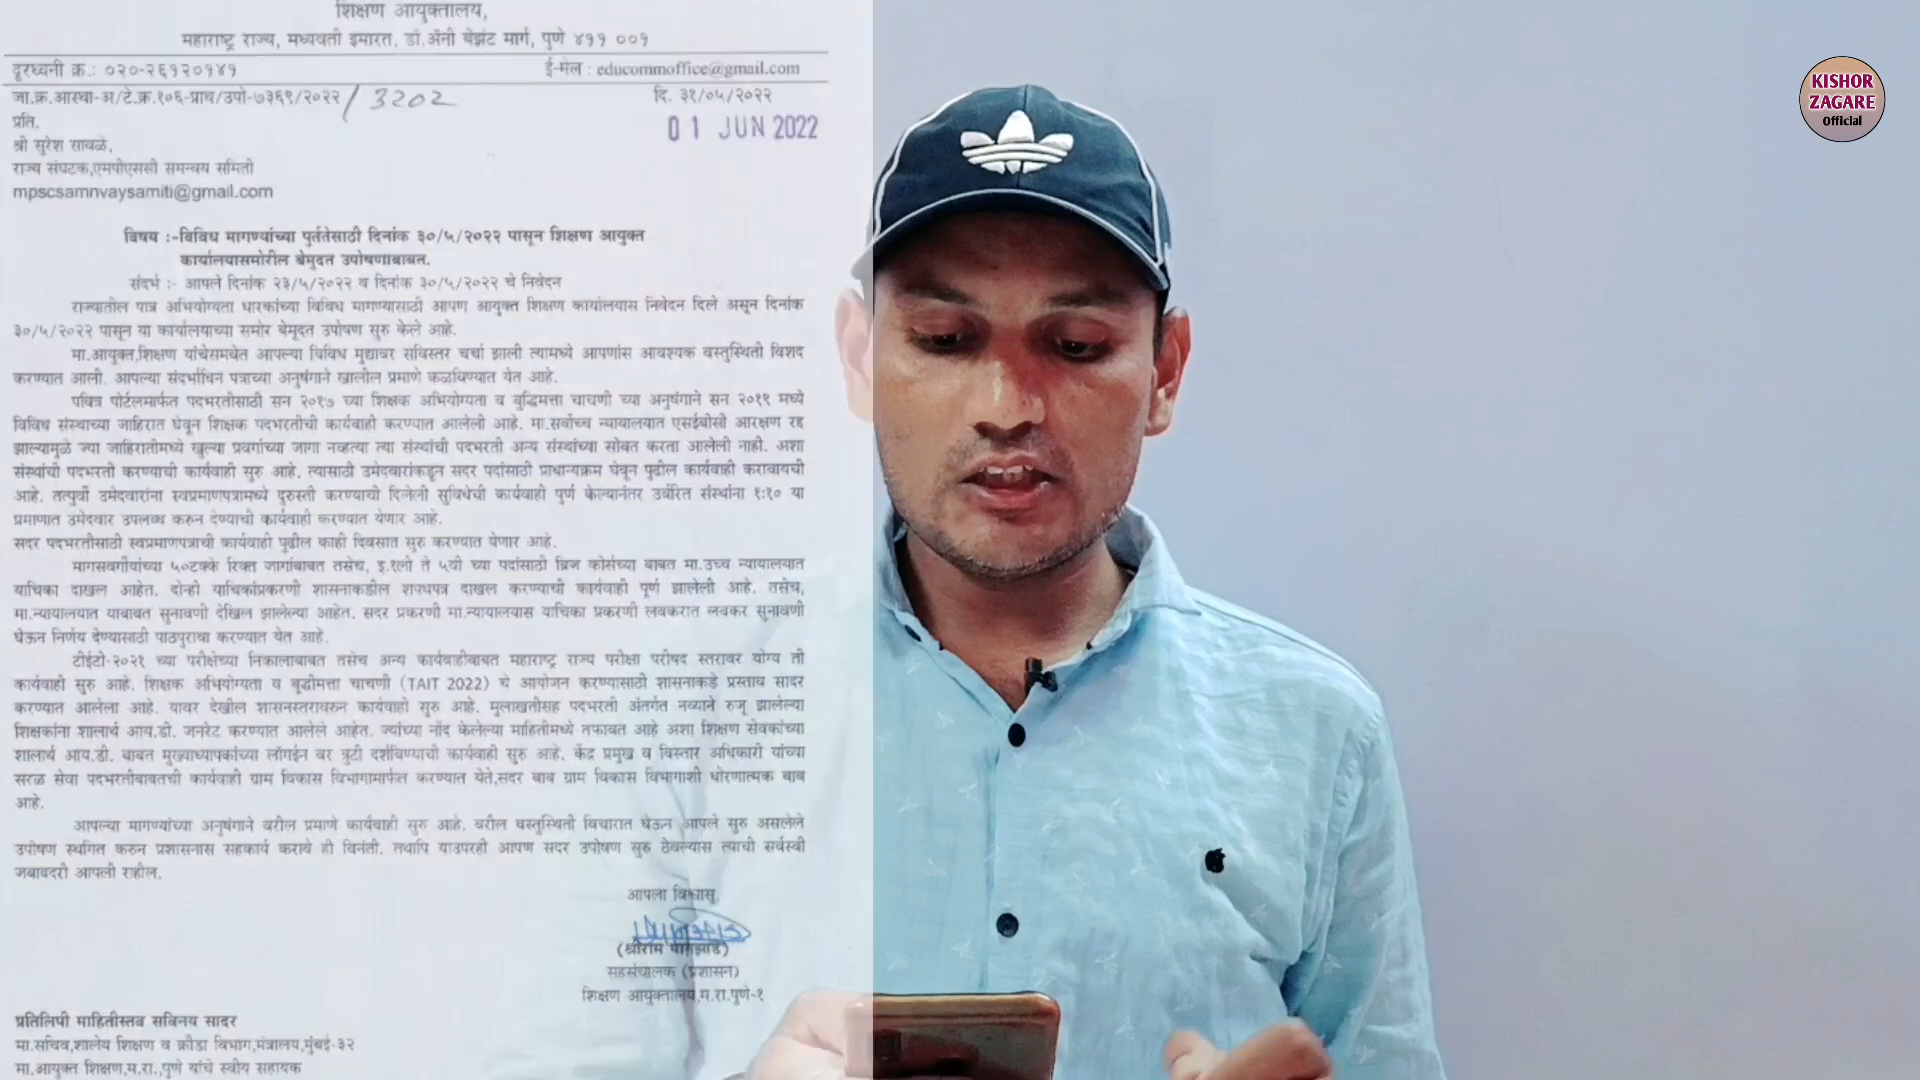 शिक्षण आयुक्तालय,
महाराष्ट्र राज्य, मध्यवर्ती इमारत, डॉ.ॲनी बेझंट मार्ग, पुणे ४११ ००१
दूरध्वनी क्र.: ०२०-२६१२०१४१ ई-मेल : educommoffice@gmail.com
जा.क्र.आस्था-अ/टे.क्र.१०६-प्राथ/उपो-७३६९/२०२२/3202 दि. ३१/०५/२०२२
प्रति,
01 JUN 2022
श्री सुरेश सावळे,
राज्य संघटक,एमपीएससी समन्वय समिती
mpscsamnvaysamiti@gmail.com
विषय :-विविध मागण्यांच्या पुर्ततेसाठी दिनांक ३०/५/२०२२ पासून शिक्षण आयुक्त
कार्यालयासमोरील बेमुदत उपोषणाबाबत.
संदर्भ :- आपले दिनांक २३/५/२०२२ व दिनांक ३०/५/२०२२ चे निवेदन
राज्यातील पात्र अभियोग्यता धारकांच्या विविध मागण्यासाठी आपण आयुक्त शिक्षण कार्यालयास निवेदन दिले असून दिनांक
३०/५/२०२२ पासून या कार्यालयाच्या समोर बेमूदत उपोषण सुरु केले आहे.
मा.आयुक्त,शिक्षण यांचेसमवेत आपल्या विविध मुद्यावर सविस्तर चर्चा झाली त्यामध्ये आपणांस आवश्यक वस्तुस्थिती विशद
करण्यात आली. आपल्या संदर्भाधिन पत्राच्या अनुषंगाने खालील प्रमाणे कळविण्यात येत आहे.
पवित्र पोर्टलमार्फत पदभरतीसाठी सन २०१७ च्या शिक्षक अभियोग्यता व बुद्धिमत्ता चाचणी च्या अनुषंगाने सन २०१९ मध्ये
विविध संस्थाच्या जाहिरात घेवून शिक्षक पदभरतीची कार्यवाही करण्यात आलेली आहे. मा.सर्वोच्च न्यायालयात एसईबीसी आरक्षण रद्द
झाल्यामुळे ज्या जाहिरातीमध्ये खुल्या प्रवर्गाच्या जागा नव्हत्या त्या संस्थांची पदभरती अन्य संस्थांच्या सोबत करता आलेली नाही. अशा
संस्थांची पदभरती करण्याची कार्यवाही सुरु आहे. त्यासाठी उमेदवारांकडून सदर पदांसाठी प्राधान्यक्रम घेवून पुढील कार्यवाही करावयाची
आहे. तत्पुर्वी उमेदवारांना स्वप्रमाणपत्रामध्ये दुरुस्ती करण्याची दिलेली सुविधेची कार्यवाही पुर्ण केल्यानंतर उर्वरित संस्थांना १:१० या
प्रमाणात उमेदवार उपलब्ध करुन देण्याची कार्यवाही करण्यात येणार आहे.
सदर पदभरतीसाठी स्वप्रमाणपत्राची कार्यवाही पुढील काही दिवसात सुरु करण्यात येणार आहे.
मागसवर्गीयांच्या ५०टक्के रिक्त जागांबाबत तसेच, इ.१ली ते ५वी च्या पदांसाठी ब्रिज कोर्सच्या बाबत मा.उच्च न्यायालयात
याचिका दाखल आहेत. दोन्ही याचिकांप्रकरणी शासनाकडील शपथपत्र दाखल करण्याची कार्यवाही पूर्ण झालेली आहे. तसेच,
मा.न्यायालयात याबाबत सुनावणी देखिल झालेल्या आहेत. सदर प्रकरणी मा.न्यायालयास याचिका प्रकरणी लवकरात लवकर सुनावणी
घेऊन निर्णय देण्यासाठी पाठपुरावा करण्यात येत आहे.
टीईटी-२०२१ च्या परीक्षेच्या निकालाबाबत तसेच अन्य कार्यवाहीबाबत महाराष्ट्र राज्य परीक्षा परीषद स्तरावर योग्य ती
कार्यवाही सुरु आहे. शिक्षक अभियोग्यता व बुद्धीमत्ता चाचणी (TAIT 2022) चे आयोजन करण्यासाठी शासनाकडे प्रस्ताव सादर
करण्यात आलेला आहे. यावर देखील शासनस्तरावरुन कार्यवाही सुरु आहे. मुलाखतीसह पदभरती अंतर्गत नव्याने रुजू झालेल्या
शिक्षकांना शालार्थ आय.डी. जनरेट करण्यात आलेले आहेत. ज्यांच्या नोंद केलेल्या माहितीमध्ये तफावत आहे अशा शिक्षण सेवकांच्या
शालार्थ आय.डी. बाबत मुख्याध्यापकांच्या लॉगईन वर त्रुटी दर्शविण्याची कार्यवाही सुरु आहे. केंद्र प्रमुख व विस्तार अधिकारी यांच्या
सरळ सेवा पदभरतीबाबतची कार्यवाही ग्राम विकास विभागामार्फत करण्यात येते,सदर बाब ग्राम विकास विभागाशी धोरणात्मक बाब
आहे.
आपल्या मागण्यांच्या अनुषंगाने वरील प्रमाणे कार्यवाही सुरु आहे. वरील वस्तुस्थिती विचारात घेऊन आपले सुरु असलेले
उपोषण स्थगित करुन प्रशासनास सहकार्य करावे ही विनंती. तथापि याउपरही आपण सदर उपोषण सुरु ठेवल्यास त्याची सर्वस्वी
जबाबदारी आपली राहील.
आपला विश्वासु,
(श्रीराम पानझाडे)
सहसंचालक (प्रशासन)
शिक्षण आयुक्तालय,म.रा.पुणे-१
प्रतिलिपी माहितीस्तव सविनय सादर
मा.सचिव,शालेय शिक्षण व क्रीडा विभाग,मंत्रालय,मुंबई-३२
मा.आयुक्त शिक्षण,म.रा.,पुणे यांचे स्वीय सहायक
KISHOR
ZAGARE
Official